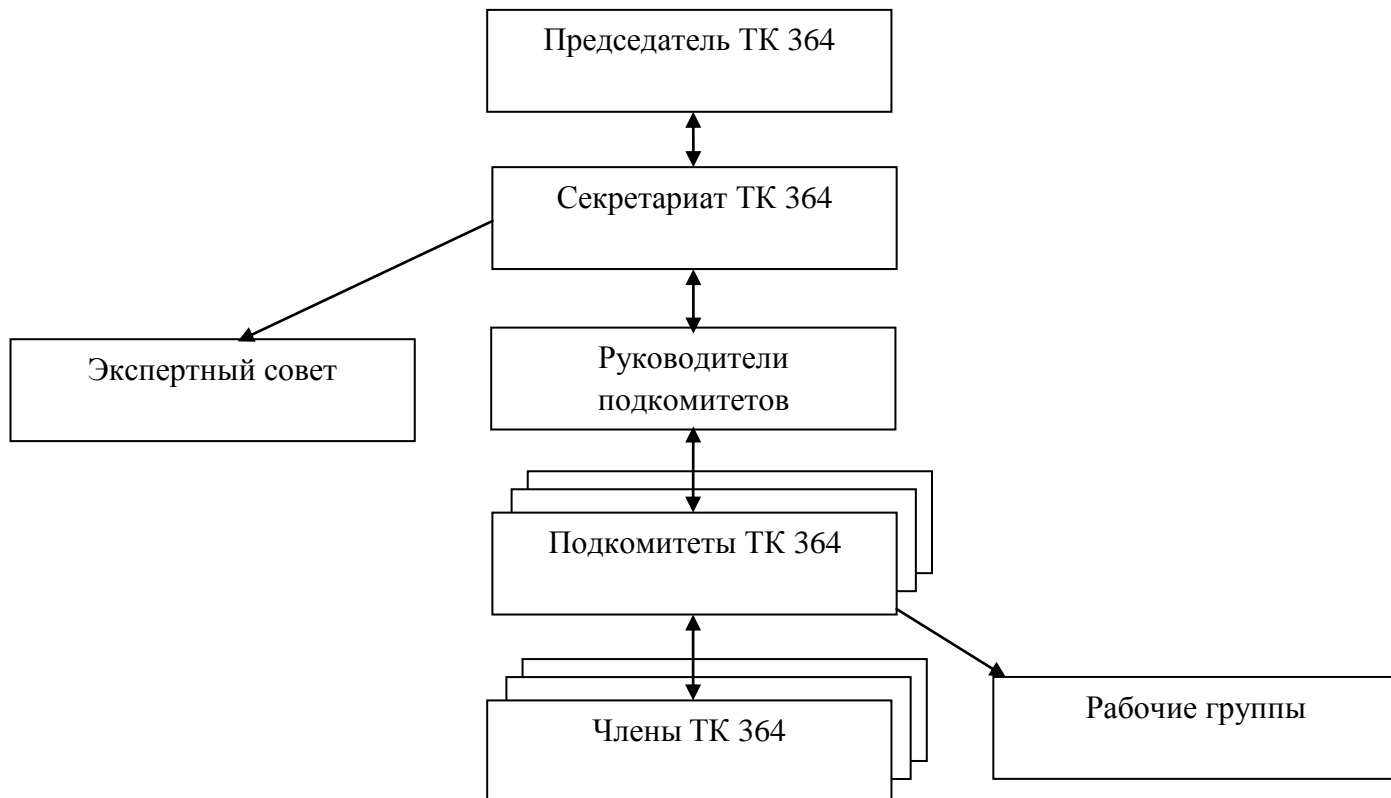 Председатель ТК 364
Секретариат ТК 364
Экспертный совет
Руководители
подкомитетов
Подкомитеты ТК 364
Члены ТК 364
Рабочие группы